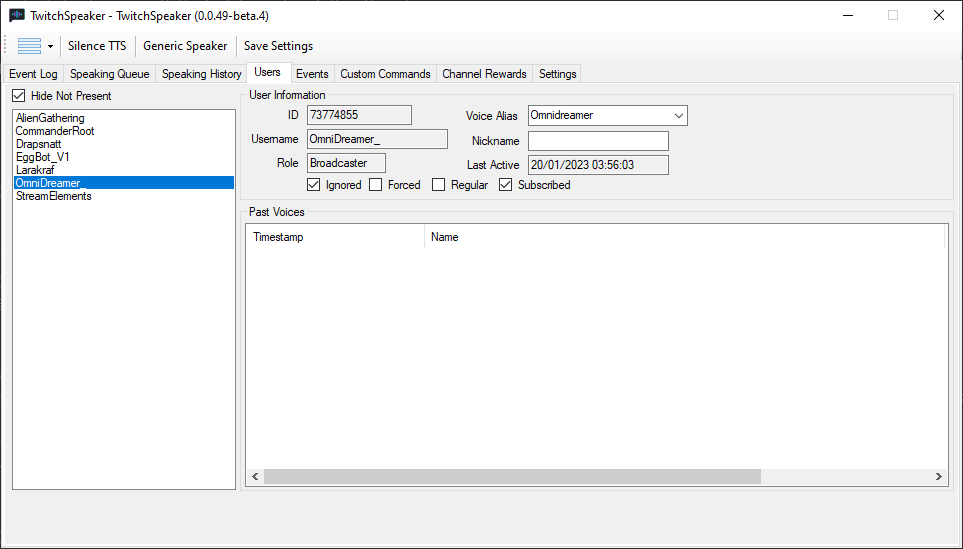 TwitchSpeaker - TwitchSpeaker (0.0.49-beta.4)
Silence TTS Generic Speaker Save Settings
Event Log Speaking Queue Speaking History Users Events Custom Commands Channel Rewards Settings
Hide Not Present
AlienGathering
CommanderRoot
Drapsnatt
EggBot_V1
Larakraf
OmniDreamer_
StreamElements
User Information
ID 73774855 Voice Alias Omnidreamer
Username OmniDreamer_ Nickname
Role Broadcaster Last Active 20/01/2023 03:56:03
Ignored Forced Regular Subscribed
Past Voices
Timestamp Name